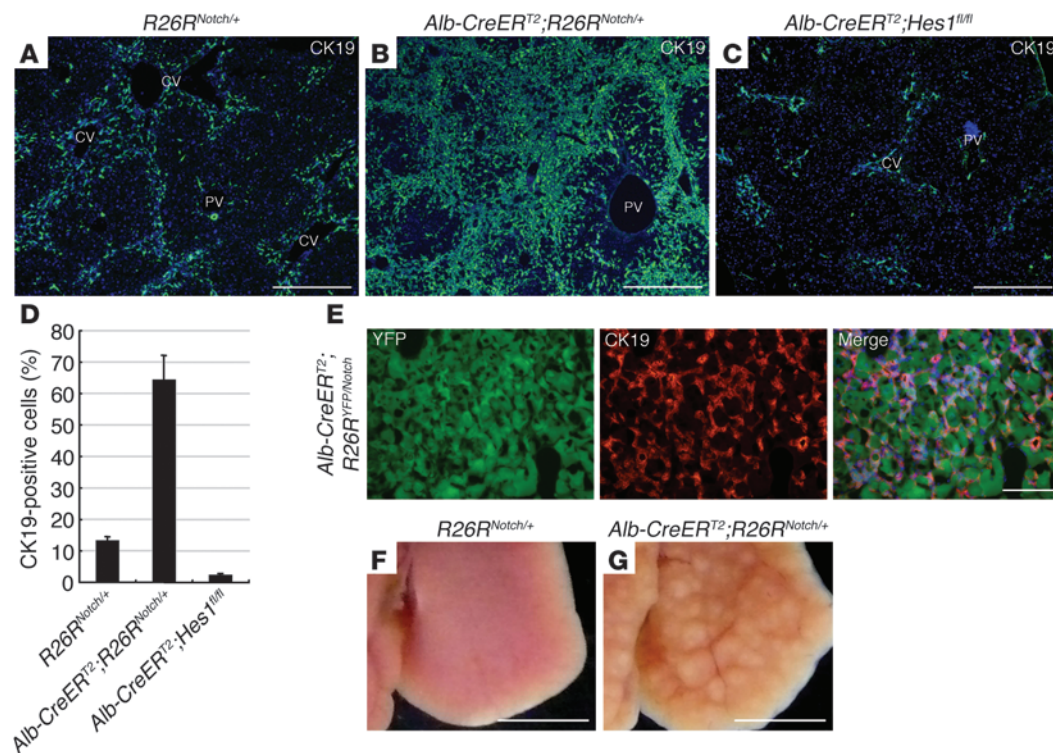 R26R^Notch/+
Alb-CreER^T2;R26R^Notch/+
Alb-CreER^T2;Hes1^fl/fl
A
CK19
CV
CV
PV
CV
B
CK19
PV
C
CK19
PV
CV
D
CK19-positive cells (%)
80
70
60
50
40
30
20
10
0
R26R^Notch/+
Alb-CreER^T2;R26R^Notch/+
Alb-CreER^T2;Hes1^fl/fl
E
Alb-CreER^T2;
R26R^YFP/Notch
YFP
CK19
Merge
R26R^Notch/+
Alb-CreER^T2;R26R^Notch/+
F
G